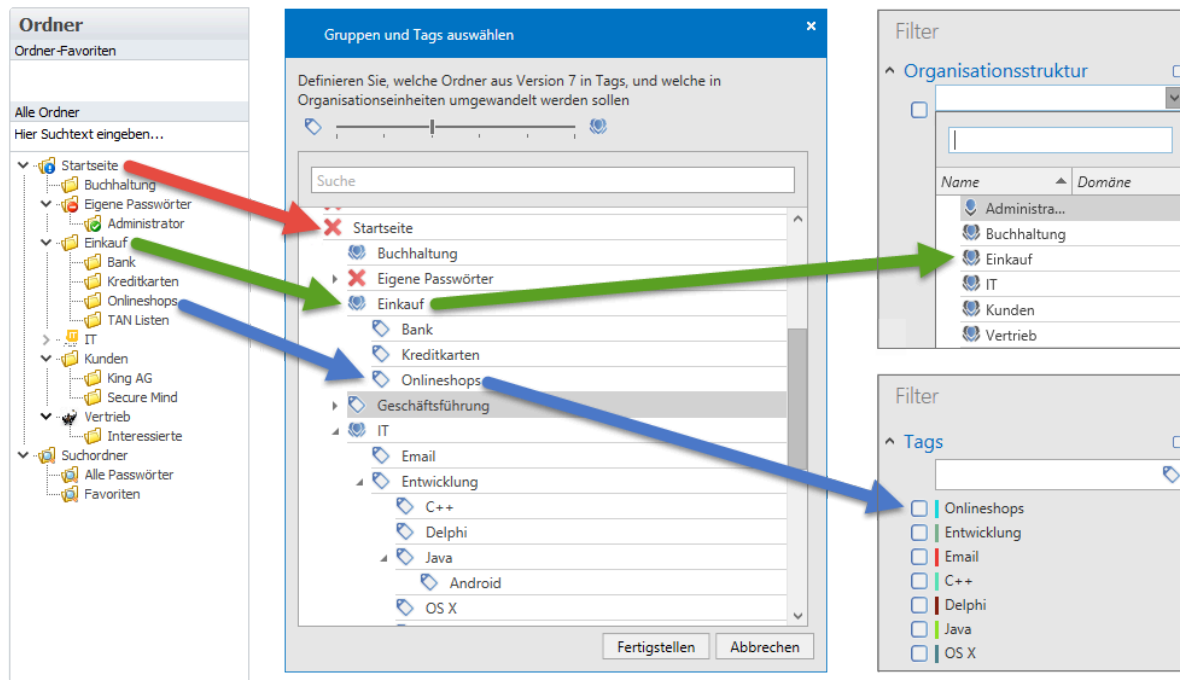 Ordner
Ordner-Favoriten
Alle Ordner
Hier Suchtext eingeben...
Startseite
Buchhaltung
Eigene Passwörter
Administrator
Einkauf
Bank
Kreditkarten
Onlineshops
TAN Listen
IT
Kunden
King AG
Secure Mind
Vertrieb
Interessierte
Suchordner
Alle Passwörter
Favoriten
Gruppen und Tags auswählen
Definieren Sie, welche Ordner aus Version 7 in Tags, und welche in
Organisationseinheiten umgewandelt werden sollen
Suche
Startseite
Buchhaltung
Eigene Passwörter
Einkauf
Bank
Kreditkarten
Onlineshops
Geschäftsführung
IT
Email
Entwicklung
C++
Delphi
Java
Android
OS X
Fertigstellen Abbrechen
Filter
Organisationsstruktur
Name Domäne
Administra...
Buchhaltung
Einkauf
IT
Kunden
Vertrieb
Filter
Tags
Onlineshops
Entwicklung
Email
C++
Delphi
Java
OS X